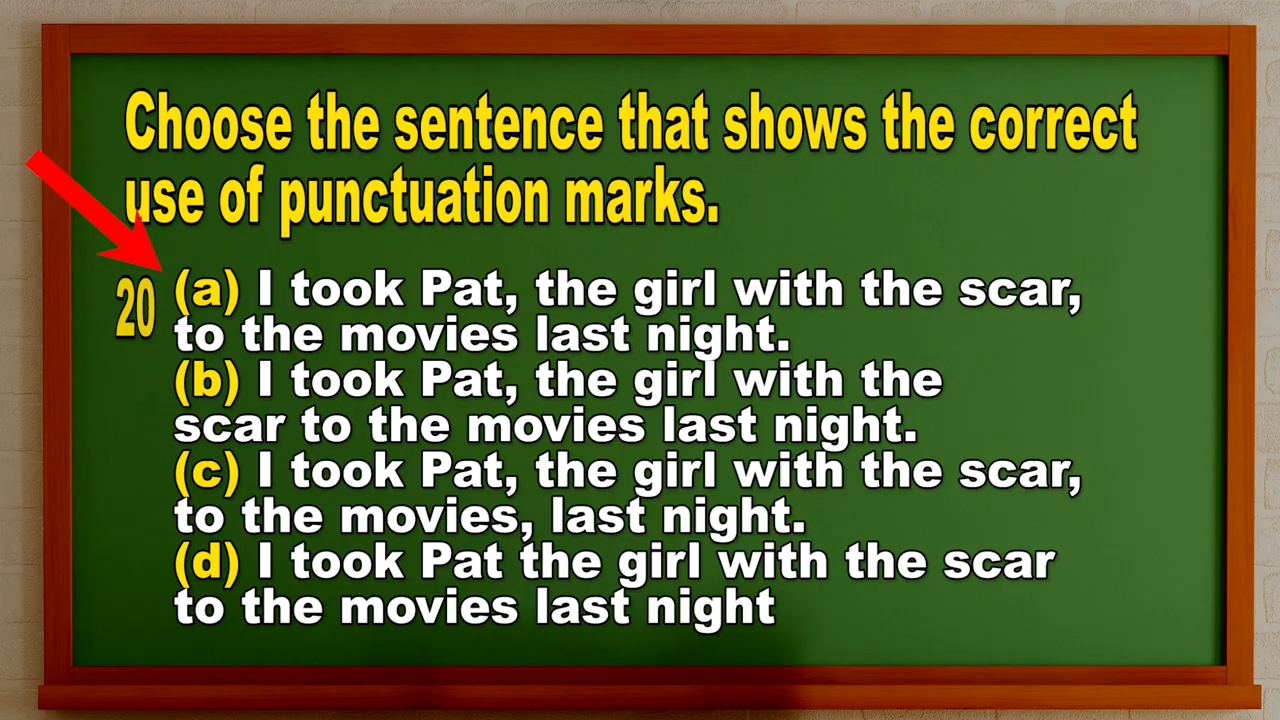 Choose the sentence that shows the correct
use of punctuation marks.
20 (a) I took Pat, the girl with the scar,
to the movies last night.
(b) I took Pat, the girl with the
scar to the movies last night.
(c) I took Pat, the girl with the scar,
to the movies, last night.
(d) I took Pat the girl with the scar
to the movies last night